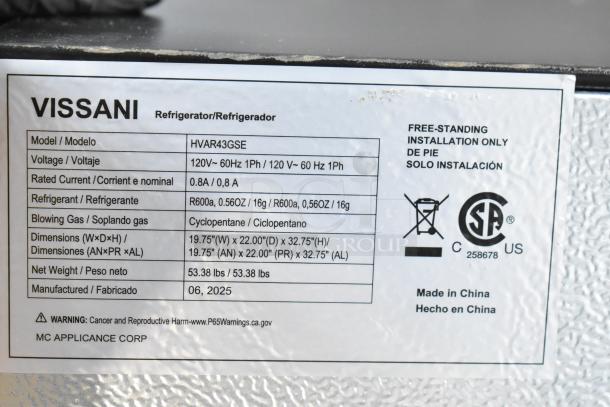 VISSANI Refrigerator/Refrigerador
Model / Modelo HVAR43GSE
Voltage / Voltaje 120V~ 60Hz 1Ph / 120 V~ 60 Hz 1Ph
Rated Current / Corrient e nominal 0.8A / 0,8 A
Refrigerant / Refrigerante R600a, 0.56OZ / 16g / R600a, 0,56OZ / 16g
Blowing Gas / Soplando gas Cyclopentane / Ciclopentano
Dimensions (W×D×H) / 19.75"(W) x 22.00"(D) x 32.75"(H)/
Dimensiones (AN×PR ×AL) 19.75" (AN) x 22.00" (PR) x 32.75" (AL)
Net Weight / Peso neto 53.38 lbs / 53.38 lbs
Manufactured / Fabricado 06, 2025
WARNING: Cancer and Reproductive Harm-www.P65Warnings.ca.gov
MC APPLICANCE CORP
FREE-STANDING
INSTALLATION ONLY
DE PIE
SOLO INSTALACIÓN
SA ®
C 258678 US
Made in China
Hecho en China
GROUP